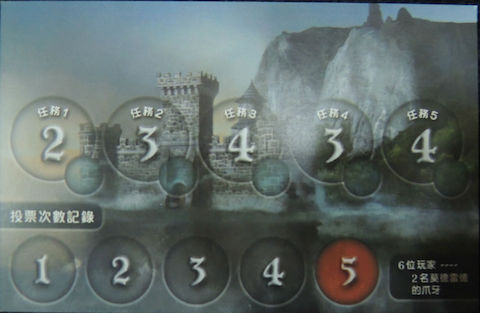 任務1 任務2 任務3 任務4 任務5
2 3 4 3 4
投票次數記錄
1 2 3 4 5
6位玩家 ----
2名莫德雷德
的爪牙